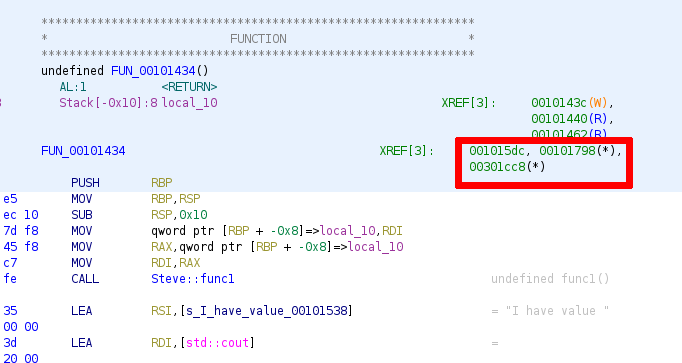 ******************************************************************
* FUNCTION *
******************************************************************
undefined FUN_00101434()
AL:1 <RETURN>
Stack[-0x10]:8 local_10 XREF[3]: 0010143c(W),
00101440(R),
00101462(R)
FUN_00101434 XREF[3]: 001015dc, 00101798(*),
00301cc8(*)
PUSH RBP
e5 MOV RBP,RSP
ec 10 SUB RSP,0x10
7d f8 MOV qword ptr [RBP + -0x8]=>local_10,RDI
45 f8 MOV RAX,qword ptr [RBP + -0x8]=>local_10
c7 MOV RDI,RAX
fe CALL Steve::func1 undefined func1()
35 LEA RSI,[s_I_have_value_00101538] = "I have value "
00 00
3d LEA RDI,[std::cout] =
20 00